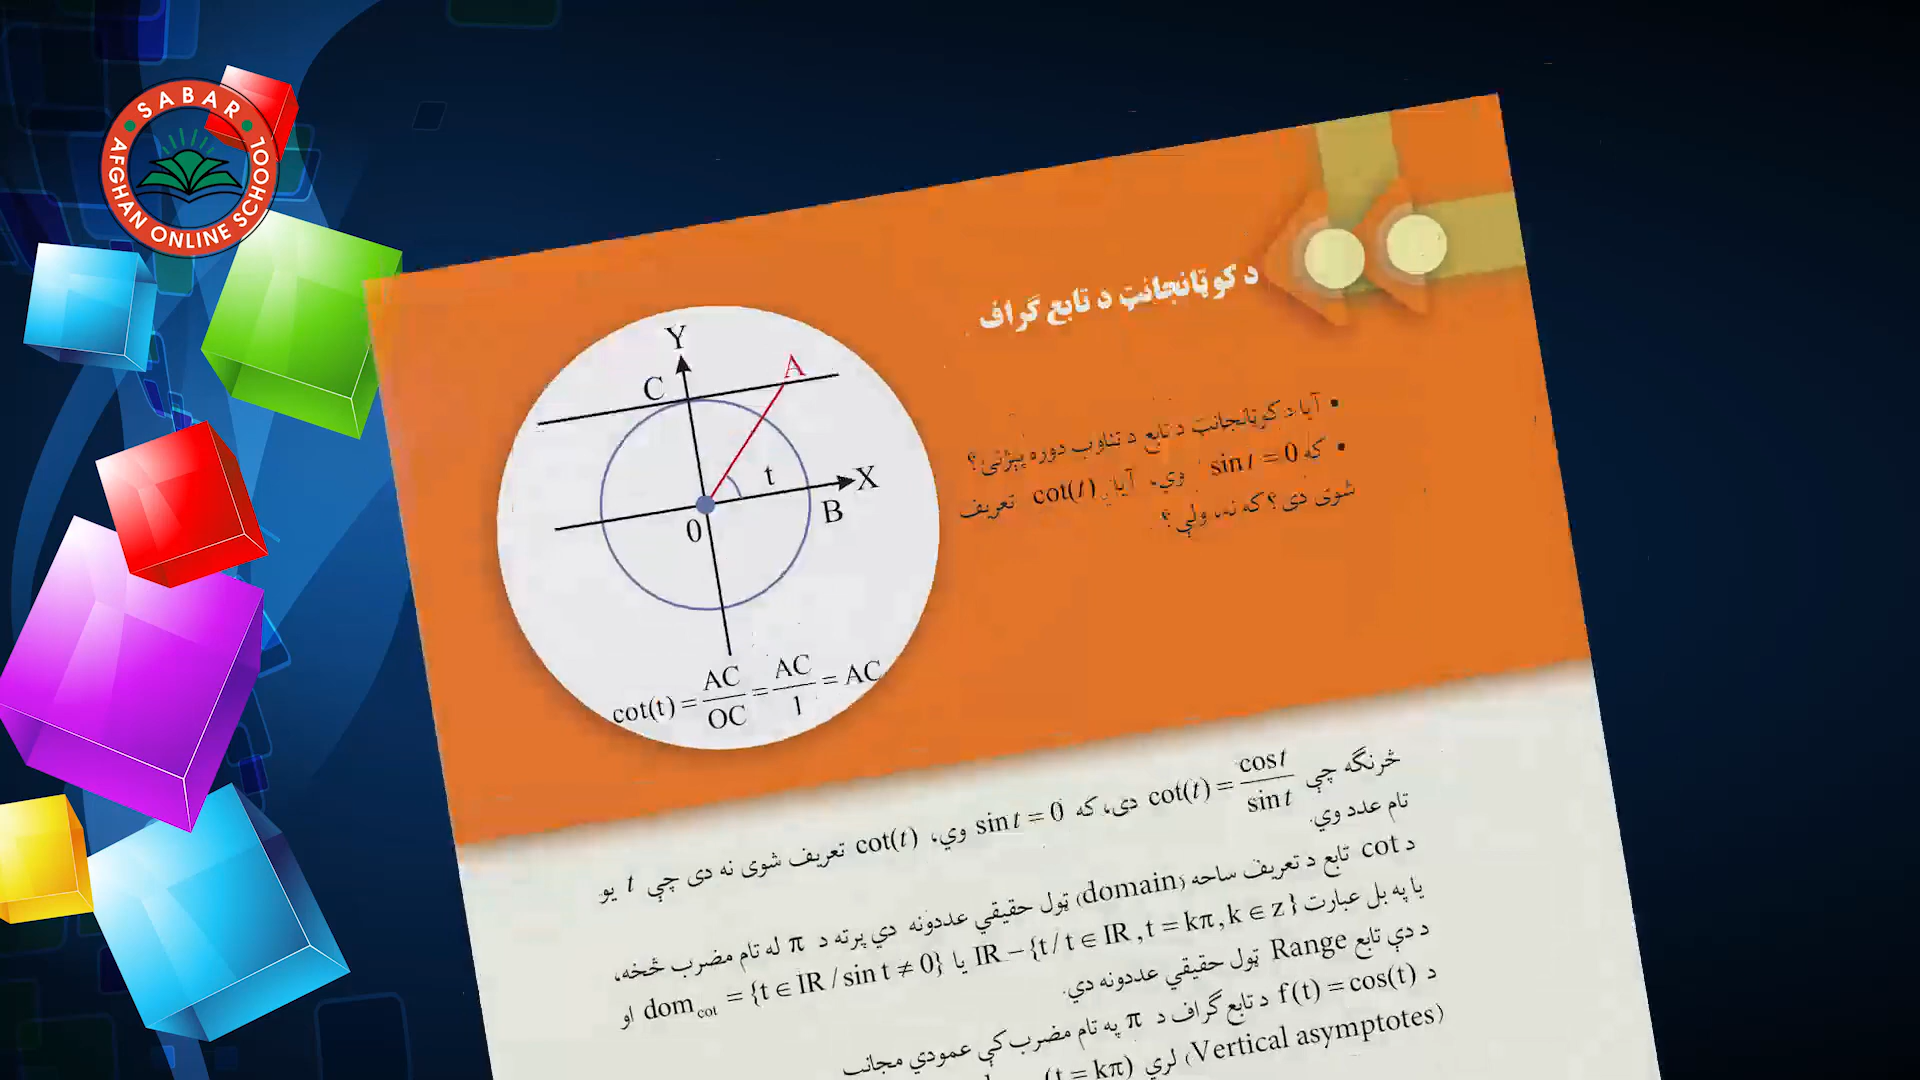 SABAR
AFGHAN ONLINE SCHOOL
د کوټانجانټ د تابع گراف
• آیا د کوټانجانټ د تابع د تناوب دوره پېژنئ؟
• که sin t = 0 وي، آیا cot(t) تعریف
شوی دی؟ که نه، ولې؟
Y
C
A
t
X
0
B
cot(t) = AC/OC = AC/1 = AC
څرنگه چې cot(t) = cos t / sin t دی، که sin t = 0 وي، cot(t) تعریف شوی نه دی چې t یو
تام عدد وي.
د cot تابع د تعریف ساحه (domain) ټول حقیقي عددونه دي پرته د π له تام مضرب څخه،
یا په بل عبارت IR − {t / t ∈ IR , t = kπ , k ∈ z} یا dom cot = {t ∈ IR / sin t ≠ 0} او
د دې تابع Range ټول حقیقي عددونه دي.
د f(t) = cos(t) د تابع گراف د π په تام مضرب کې عمودي مجانب
(Vertical asymptotes) لري (t = kπ)